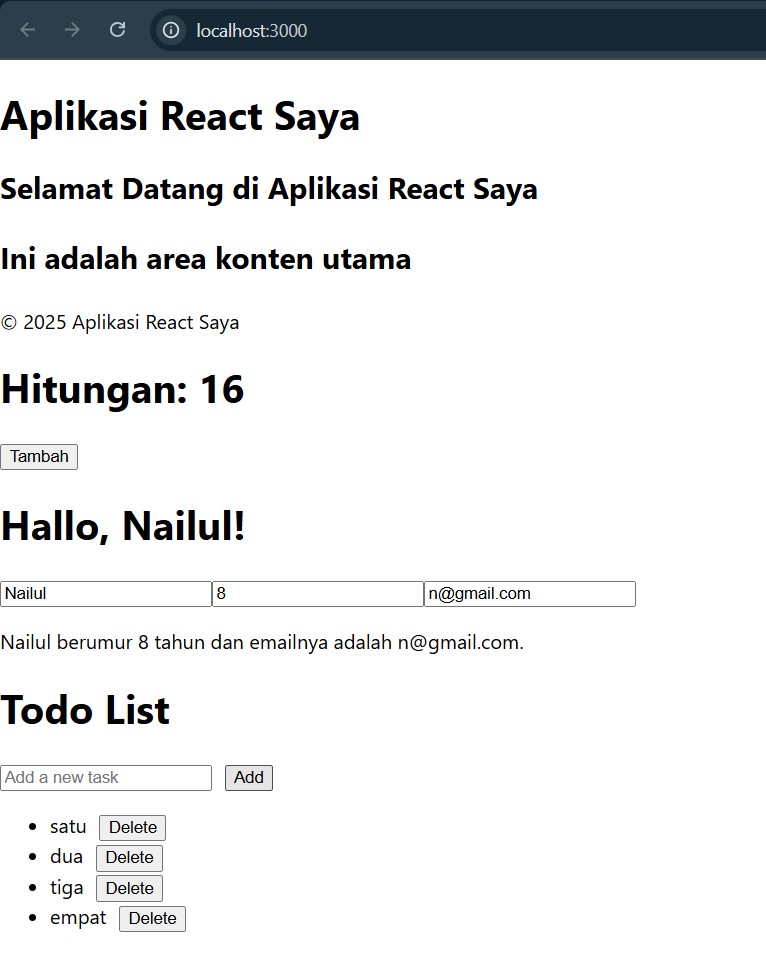 localhost:3000
Aplikasi React Saya
Selamat Datang di Aplikasi React Saya
Ini adalah area konten utama
© 2025 Aplikasi React Saya
Hitungan: 16
Tambah
Hallo, Nailul!
Nailul 8 n@gmail.com
Nailul berumur 8 tahun dan emailnya adalah n@gmail.com.
Todo List
Add a new task Add
satu Delete
dua Delete
tiga Delete
empat Delete